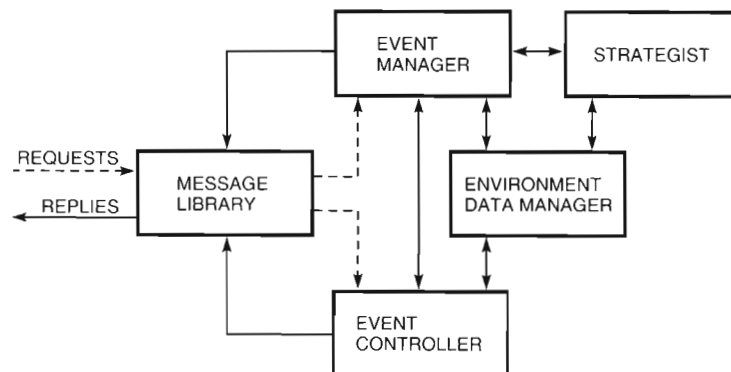 EVENT
MANAGER
STRATEGIST
REQUESTS
MESSAGE
LIBRARY
REPLIES
ENVIRONMENT
DATA MANAGER
EVENT
CONTROLLER